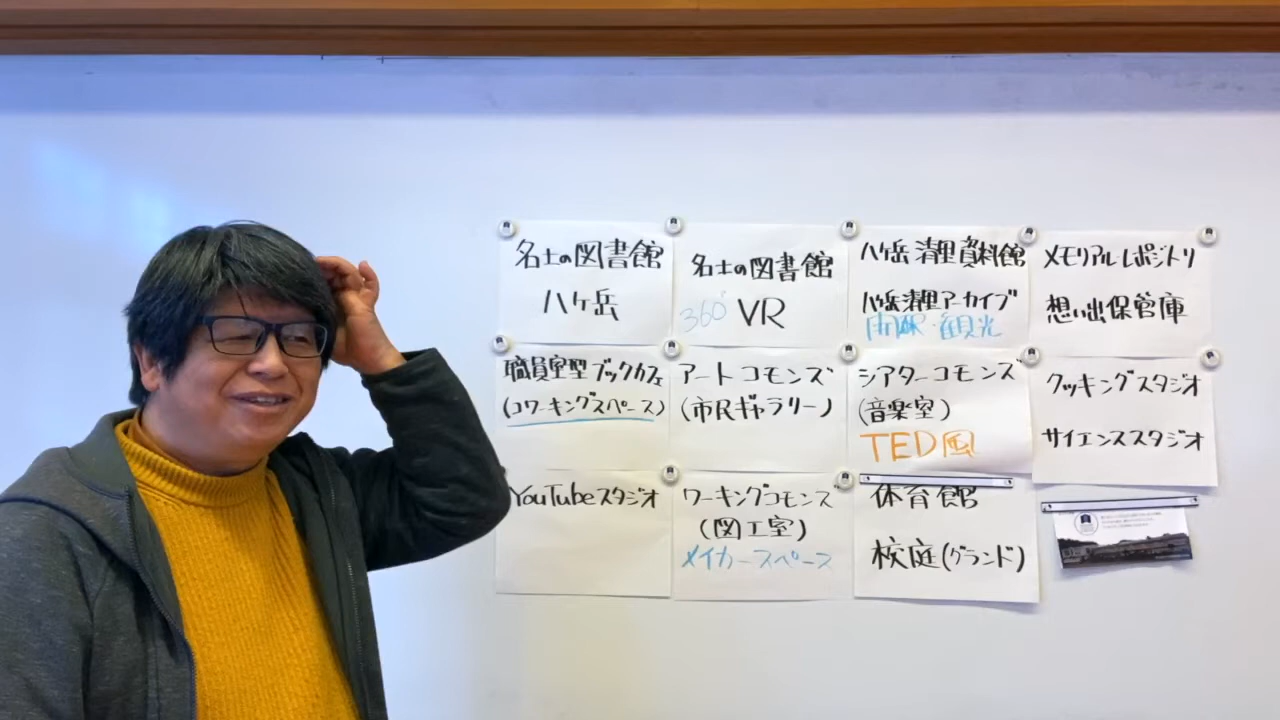 名士の図書館
八ヶ岳
名士の図書館
360° VR
八ヶ岳 清里 資料館
八ヶ岳 清里 アーカイブ
観光
メモリアル レポジトリ
想い出保管庫
職員室型 ブックカフェ
(コワーキングスペース)
アートコモンズ
(市民ギャラリー)
シアターコモンズ
(音楽室)
TED風
クッキングスタジオ
サイエンススタジオ
YouTubeスタジオ
ワーキングコモンズ
(図工室)
メイカースペース
体育館
校庭(グランド)